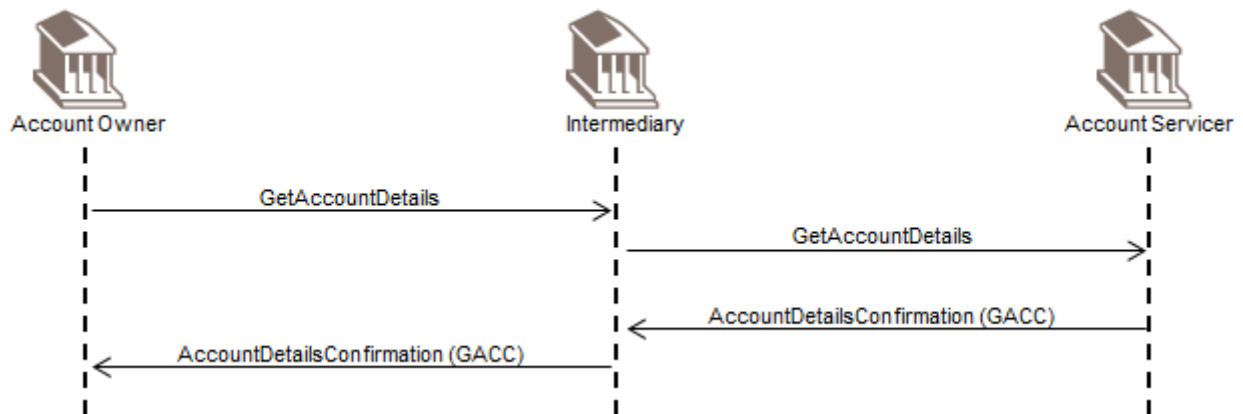 Account Owner
Intermediary
Account Servicer
GetAccountDetails
GetAccountDetails
AccountDetailsConfirmation (GACC)
AccountDetailsConfirmation (GACC)